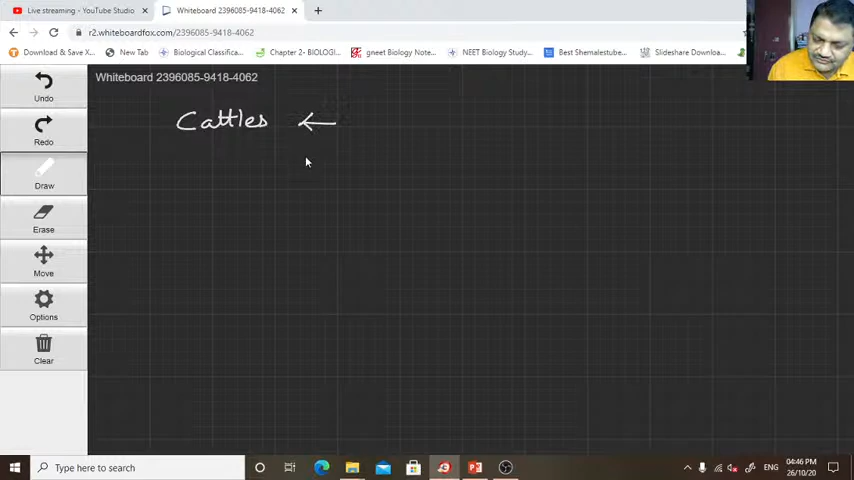 Live streaming - YouTube Studio
Whiteboard 2396085-9418-4062
r2.whiteboardfox.com/2396085-9418-4062
Download & Save X...
New Tab
Biological Classifica...
Chapter 2- BIOLOGI...
gneet Biology Note...
NEET Biology Study...
Best Shemalestube...
Slideshare Download...
Whiteboard 2396085-9418-4062
Undo
Redo
Draw
Erase
Move
Options
Clear
Cattles ←
Type here to search
ENG
04:46 PM
26/10/20